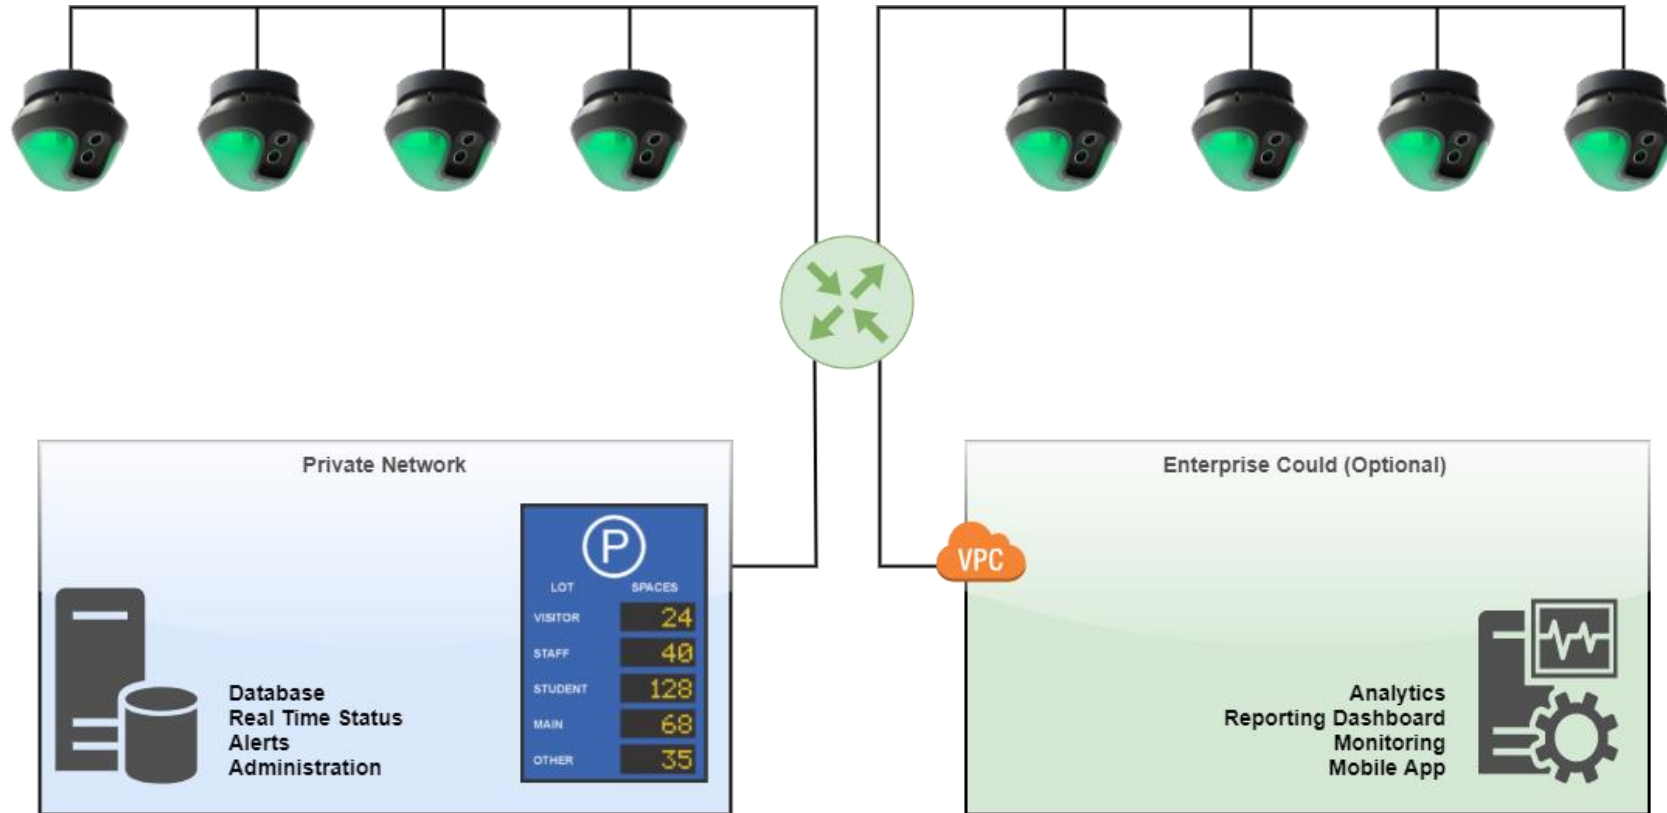 Private Network
P
LOT SPACES
VISITOR 24
STAFF 40
STUDENT 128
MAIN 68
OTHER 35
Database
Real Time Status
Alerts
Administration
Enterprise Could (Optional)
VPC
Analytics
Reporting Dashboard
Monitoring
Mobile App